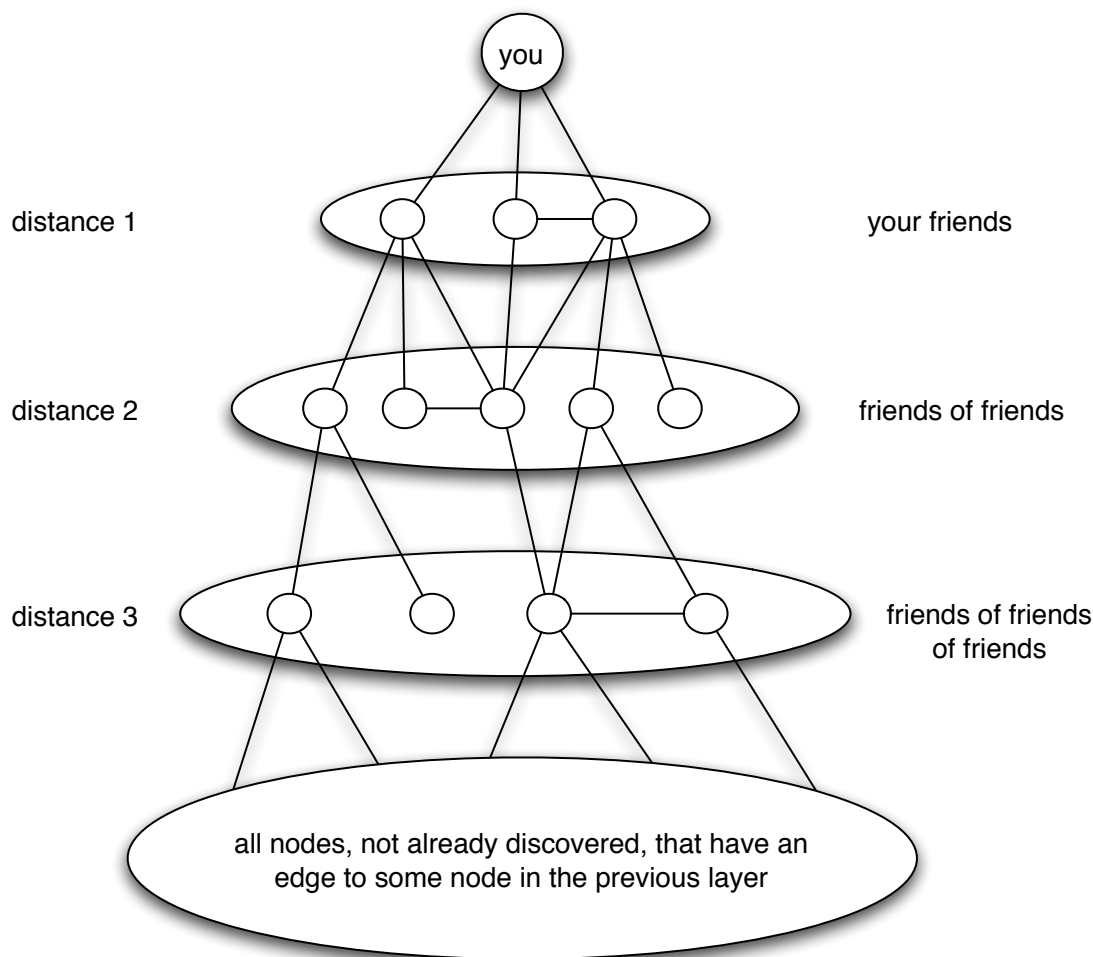 you
distance 1
your friends
distance 2
friends of friends
distance 3
friends of friends
of friends
all nodes, not already discovered, that have an
edge to some node in the previous layer